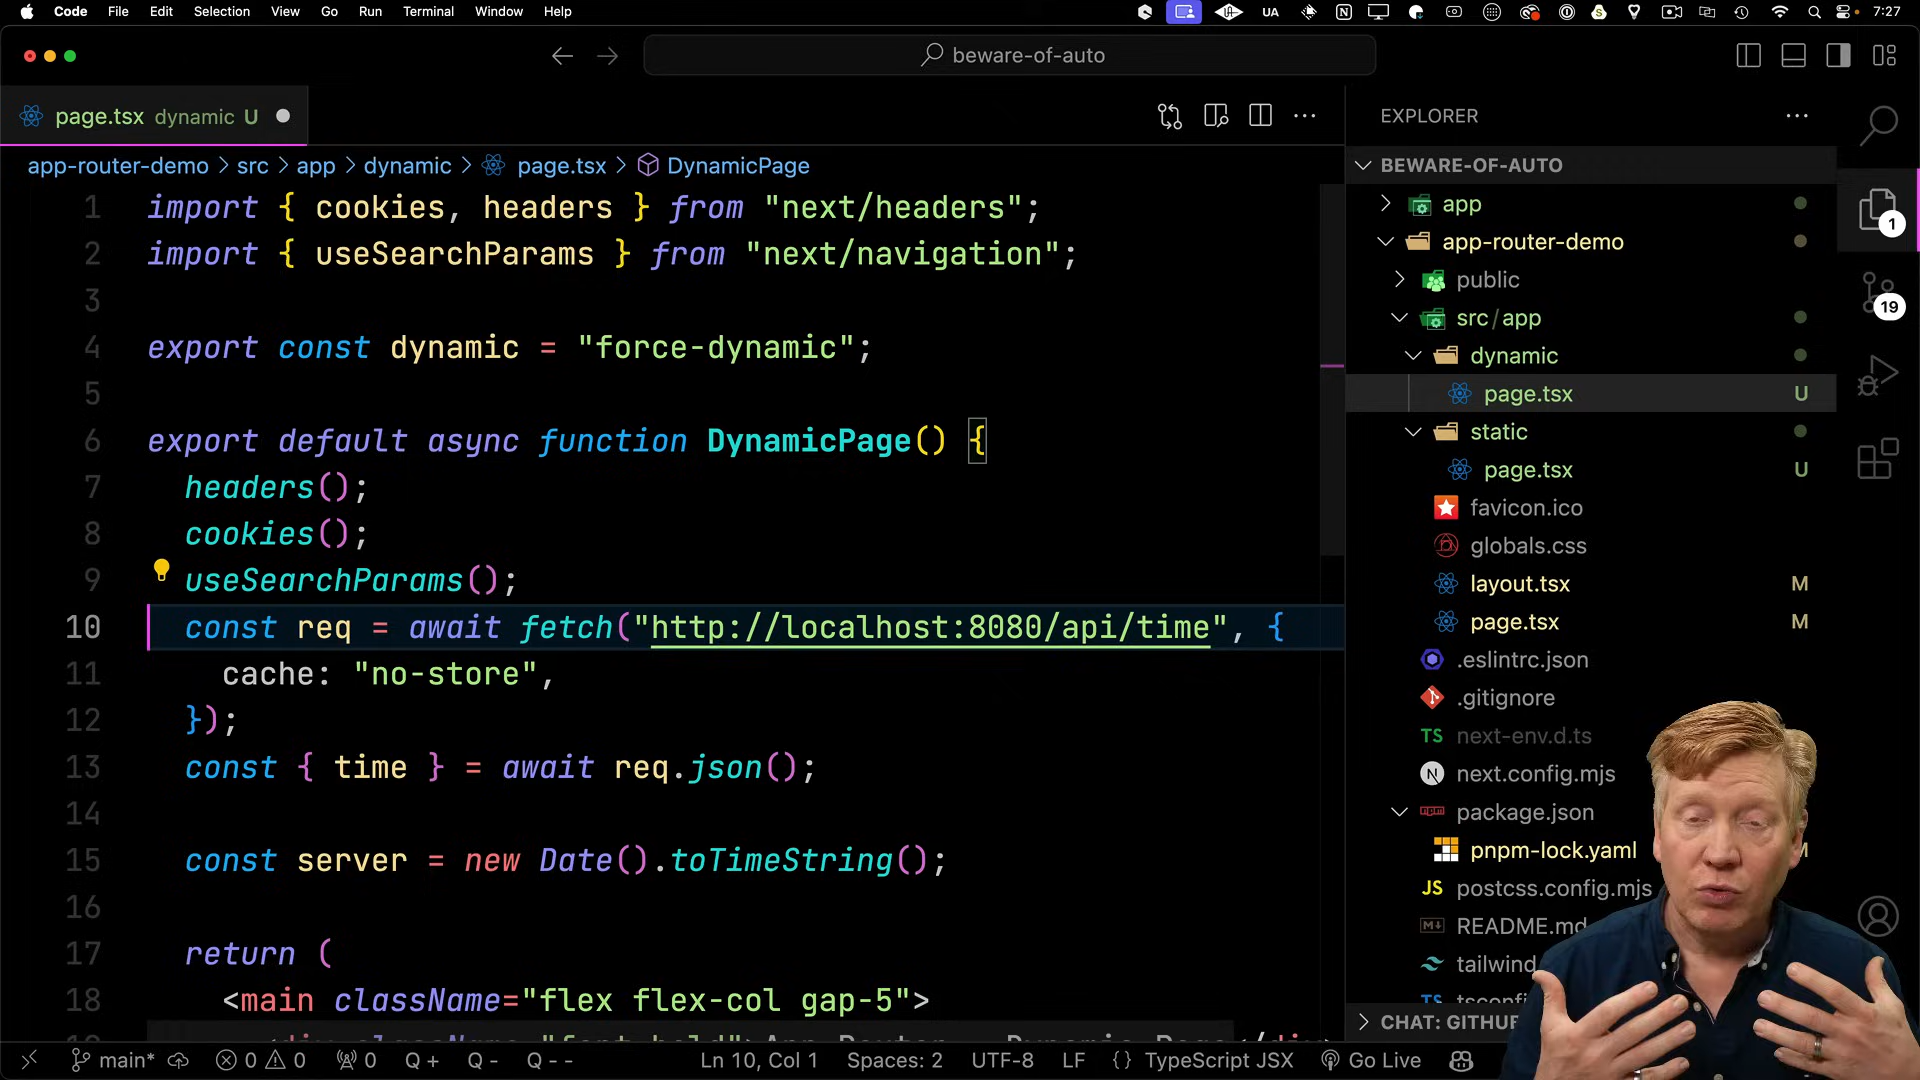 Code File Edit Selection View Go Run Terminal Window Help UA 7:27
beware-of-auto
page.tsx dynamic U
app-router-demo > src > app > dynamic > page.tsx > DynamicPage
1 import { cookies, headers } from "next/headers";
2 import { useSearchParams } from "next/navigation";
3
4 export const dynamic = "force-dynamic";
5
6 export default async function DynamicPage() {
7 headers();
8 cookies();
9 useSearchParams();
10 const req = await fetch("http://localhost:8080/api/time", {
11 cache: "no-store",
12 });
13 const { time } = await req.json();
14
15 const server = new Date().toTimeString();
16
17 return (
18 <main className="flex flex-col gap-5">
EXPLORER
BEWARE-OF-AUTO
app
app-router-demo
public
src/app
dynamic
page.tsx U
static
page.tsx U
favicon.ico
globals.css
layout.tsx M
page.tsx M
.eslintrc.json
.gitignore
TS next-env.d.ts
N next.config.mjs
package.json
pnpm-lock.yaml
JS postcss.config.mjs
README.md
tailwind
CHAT: GITHUB
1
19
main* 0 0 0 Q + Q - Q -- Ln 10, Col 1 Spaces: 2 UTF-8 LF {} TypeScript JSX Go Live